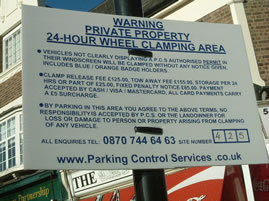 WARNING
PRIVATE PROPERTY
24-HOUR WHEEL CLAMPING AREA
• VEHICLES NOT CLEARLY DISPLAYING A P.C.S AUTHORISED PERMIT IN
THEIR WINDSCREEN WILL BE CLAMPED WITHOUT ANY NOTICE GIVEN.
INCLUDES BLUE / ORANGE BADGE HOLDERS.
• CLAMP RELEASE FEE £125.00, TOW AWAY FEE £155.00, STORAGE PER 24
HRS OR PART OF £25.00, FIXED PENALTY NOTICE £85.00, PAYMENT
ACCEPTED BY CASH / VISA / MASTERCARD. ALL CARD PAYMENTS CARRY
A £5 SURCHARGE.
• BY PARKING IN THIS AREA YOU AGREE TO THE ABOVE TERMS, NO
RESPONSIBILITY IS ACCEPTED BY P.C.S. OR THE LANDOWNER FOR
LOSS OR DAMAGE TO PERSON OR PROPERTY ARISING FROM CLAMPING
OF ANY VEHICLE.
ALL ENQUIRIES TEL: 0870 744 64 63 SITE NUMBER 425
www.Parking Control Services .co.uk
Partnership